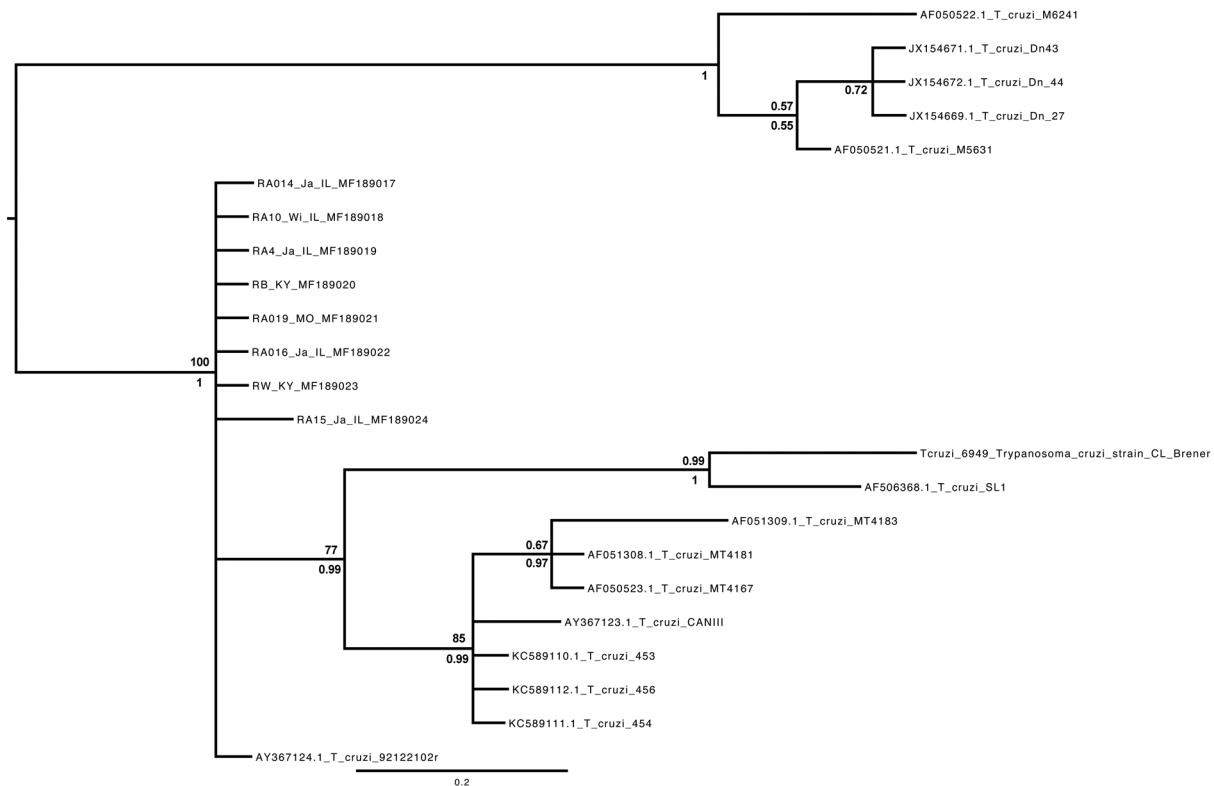 AF050522.1_T_cruzi_M6241
JX154671.1_T_cruzi_Dn43
1
JX154672.1_T_cruzi_Dn_44
0.72
0.57
JX154669.1_T_cruzi_Dn_27
0.55
AF050521.1_T_cruzi_M5631
RA014_Ja_IL_MF189017
RA10_Wi_IL_MF189018
RA4_Ja_IL_MF189019
RB_KY_MF189020
RA019_MO_MF189021
RA016_Ja_IL_MF189022
100
1
RW_KY_MF189023
RA15_Ja_IL_MF189024
Tcruzi_6949_Trypanosoma_cruzi_strain_CL_Brener
0.99
1
AF506368.1_T_cruzi_SL1
AF051309.1_T_cruzi_MT4183
0.67
AF051308.1_T_cruzi_MT4181
0.97
77
0.99
AF050523.1_T_cruzi_MT4167
AY367123.1_T_cruzi_CANIII
85
0.99
KC589110.1_T_cruzi_453
KC589112.1_T_cruzi_456
KC589111.1_T_cruzi_454
AY367124.1_T_cruzi_92122102r
0.2